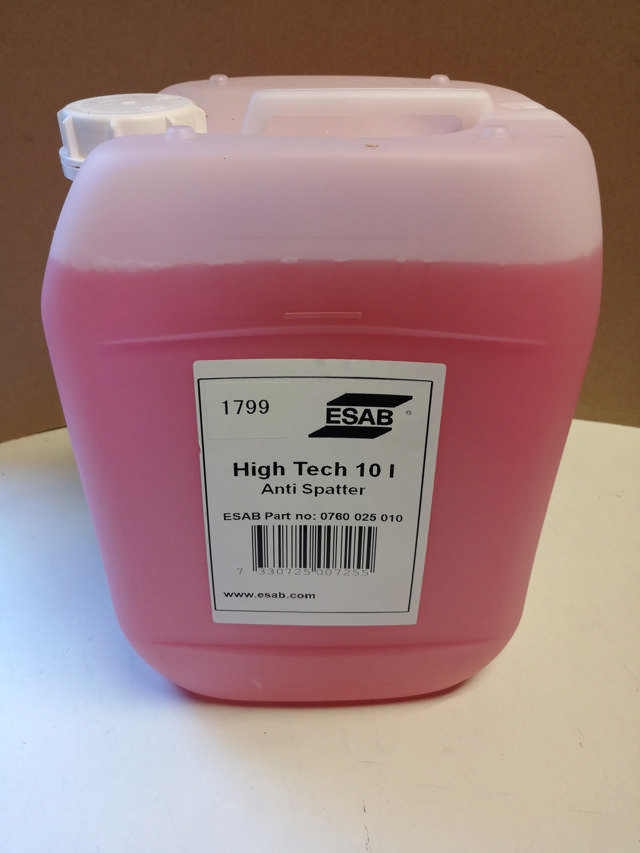 1799
ESAB®
High Tech 10 l
Anti Spatter
ESAB Part no: 0760 025 010
7 330725 007255
www.esab.com